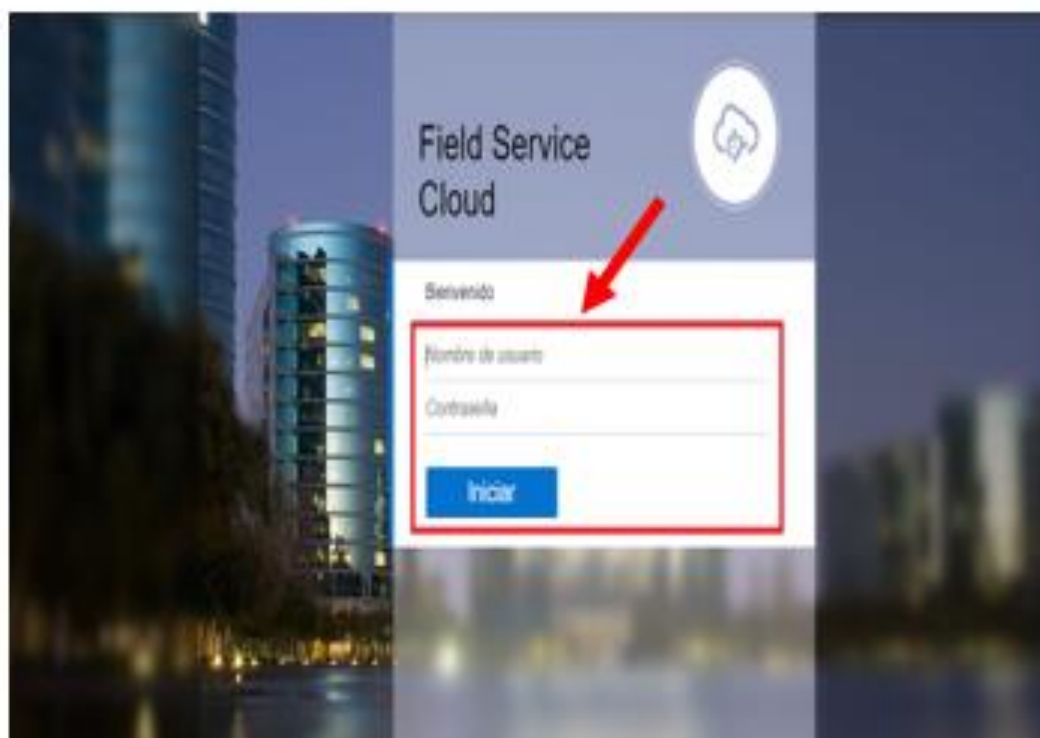 Field Service
Cloud
Bienvenido
Nombre de usuario
Contraseña
Iniciar